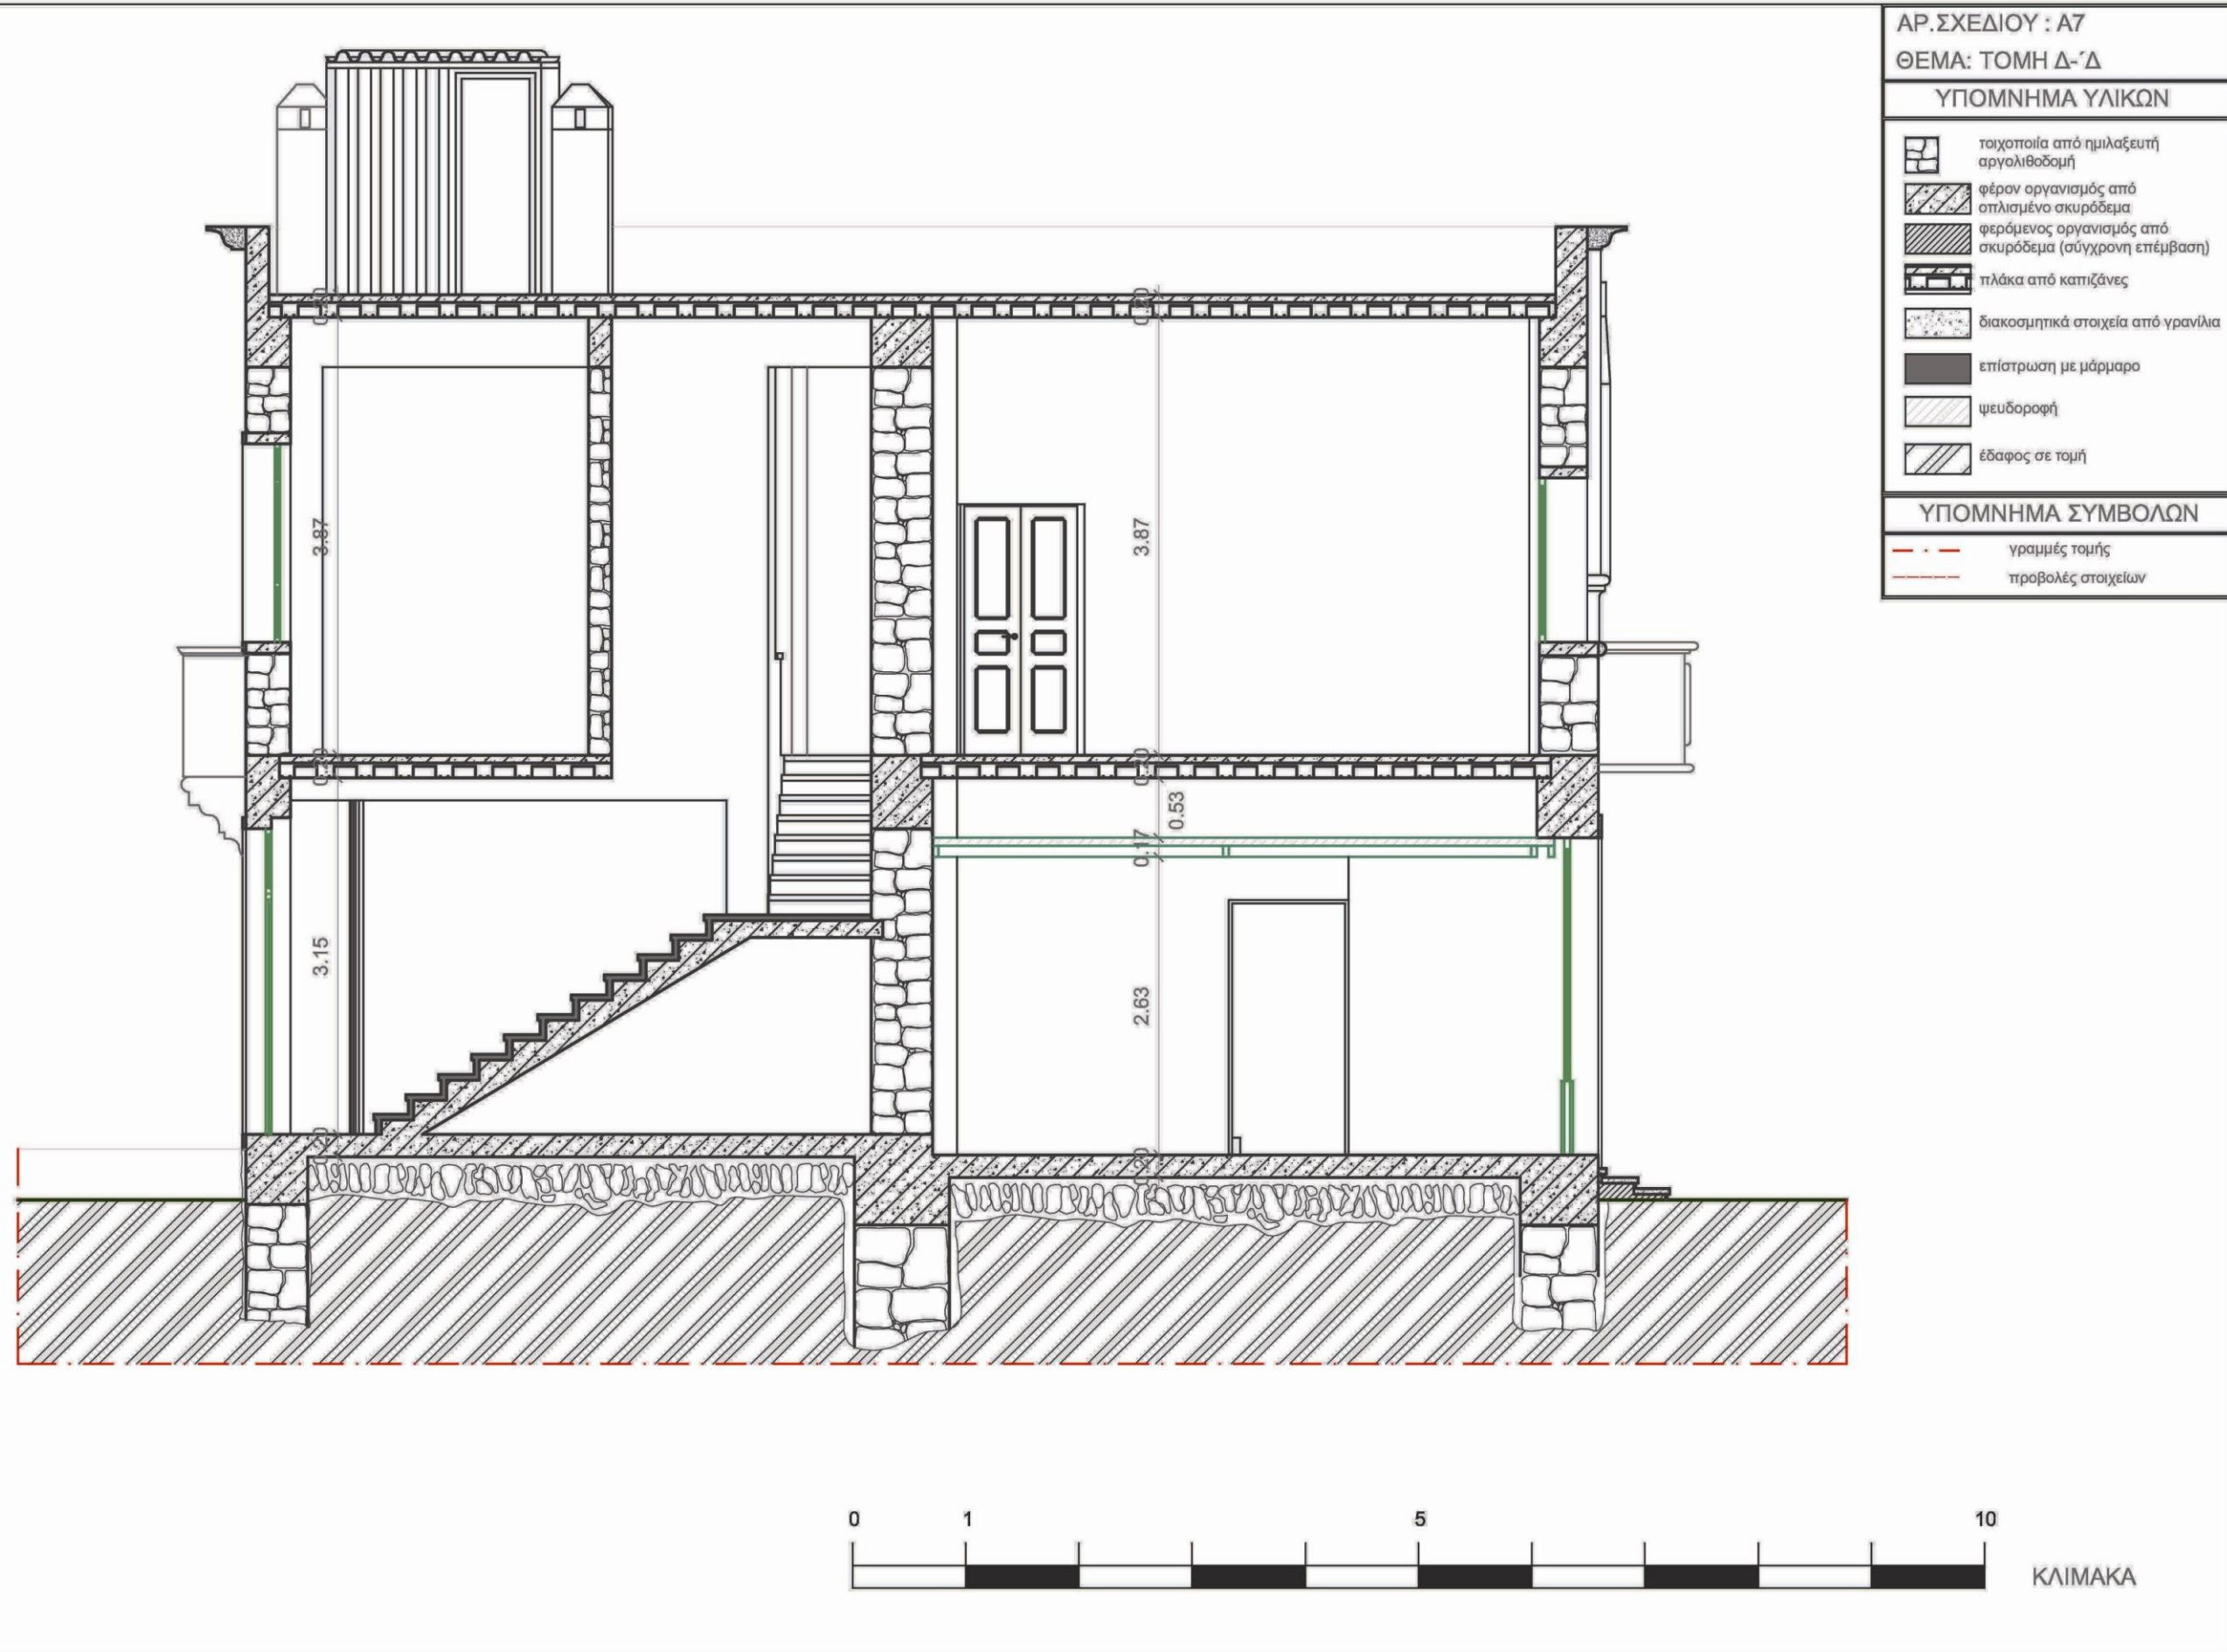 ΑΡ.ΣΧΕΔΙΟΥ : Α7
ΘΕΜΑ: ΤΟΜΗ Δ-΄Δ
ΥΠΟΜΝΗΜΑ ΥΛΙΚΩΝ
τοιχοποιία από ημιλαξευτή
αργολιθοδομή
φέρον οργανισμός από
οπλισμένο σκυρόδεμα
φερόμενος οργανισμός από
σκυρόδεμα (σύγχρονη επέμβαση)
πλάκα από καπιζάνες
διακοσμητικά στοιχεία από γρανίλια
επίστρωση με μάρμαρο
ψευδοροφή
έδαφος σε τομή
ΥΠΟΜΝΗΜΑ ΣΥΜΒΟΛΩΝ
γραμμές τομής
προβολές στοιχείων
3.87
3.87
0.53
0.17
3.15
2.63
0 1 5 10
ΚΛΙΜΑΚΑ